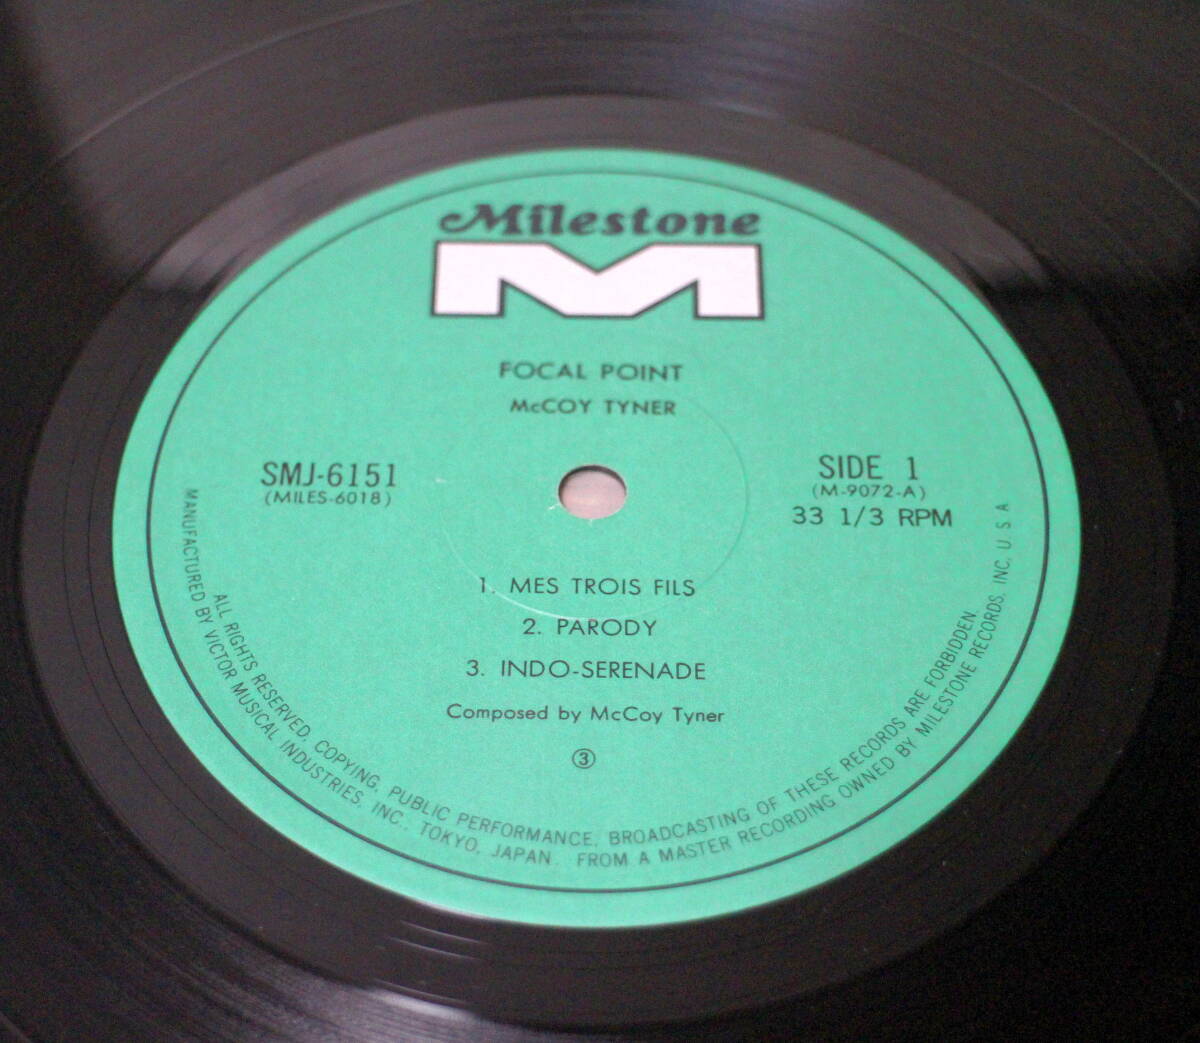 Milestone
M
FOCAL POINT
McCOY TYNER
SMJ-6151
(MILES-6018)
SIDE 1
(M-9072-A)
33 1/3 RPM
1. MES TROIS FILS
2. PARODY
3. INDO-SERENADE
Composed by McCoy Tyner
③
ALL RIGHTS RESERVED. COPYING, PUBLIC PERFORMANCE, BROADCASTING OF THESE RECORDS ARE FORBIDDEN.
MANUFACTURED BY VICTOR MUSICAL INDUSTRIES, INC., TOKYO, JAPAN. FROM A MASTER RECORDING OWNED BY MILESTONE RECORDS, INC. U.S A